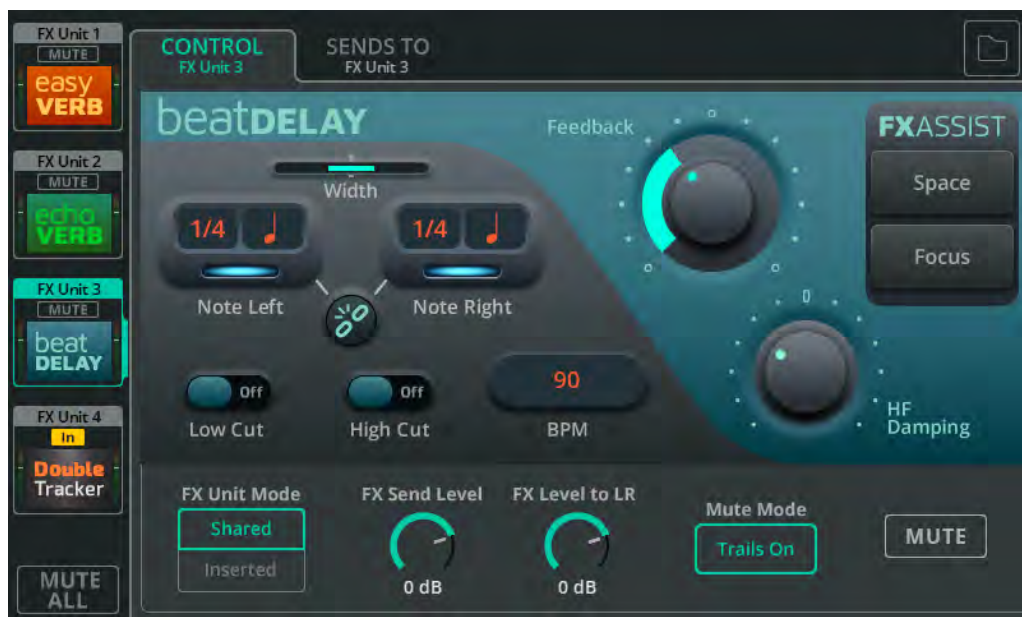 FX Unit 1
MUTE
easy
VERB
FX Unit 2
MUTE
echo
VERB
FX Unit 3
MUTE
beat
DELAY
FX Unit 4
In
Double
Tracker
MUTE
ALL
CONTROL
FX Unit 3
SENDS TO
FX Unit 3
beatDELAY
Feedback
FXASSIST
Space
Focus
Width
1/4
1/4
Note Left
Note Right
Off
Off
90
Low Cut
High Cut
BPM
HF
Damping
FX Unit Mode
Shared
Inserted
FX Send Level
0 dB
FX Level to LR
0 dB
Mute Mode
Trails On
MUTE